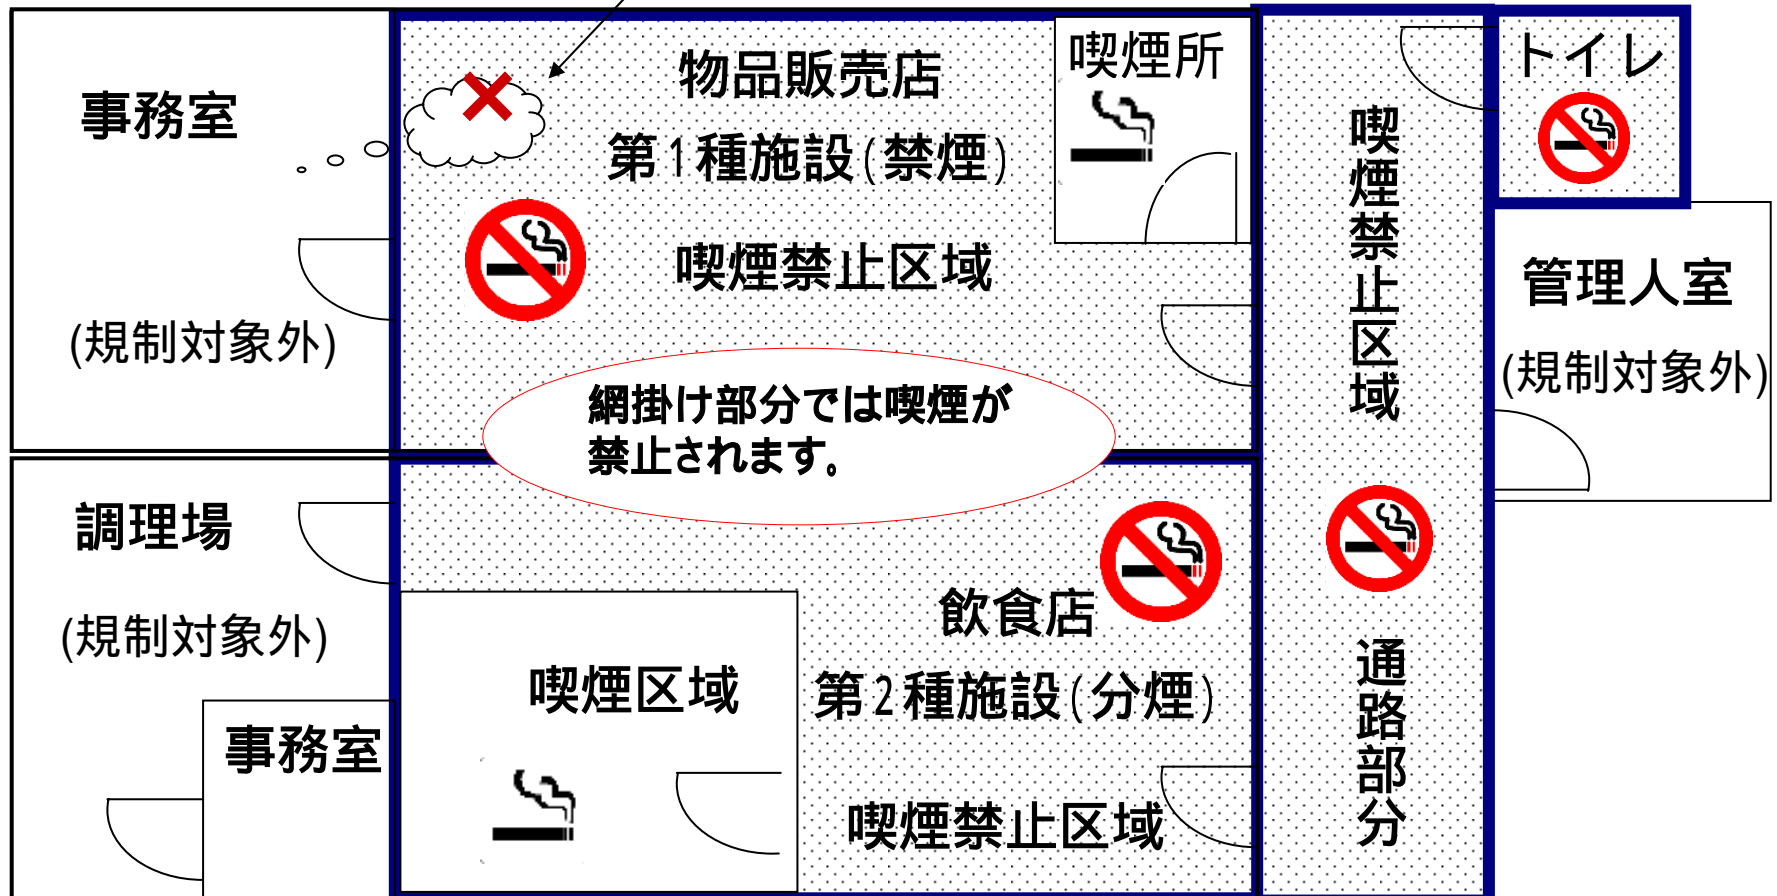 事務室
(規制対象外)
物品販売店
第1種施設(禁煙)
喫煙禁止区域
喫煙所
喫煙禁止区域
通路部分
トイレ
管理人室
(規制対象外)
網掛け部分では喫煙が
禁止されます。
調理場
(規制対象外)
事務室
喫煙区域
飲食店
第2種施設(分煙)
喫煙禁止区域